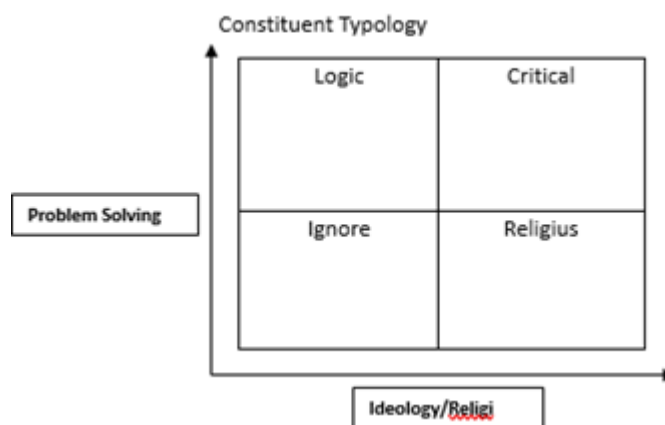 Constituent Typology
Logic
Critical
Problem Solving
Ignore
Religius
Ideology/Religi